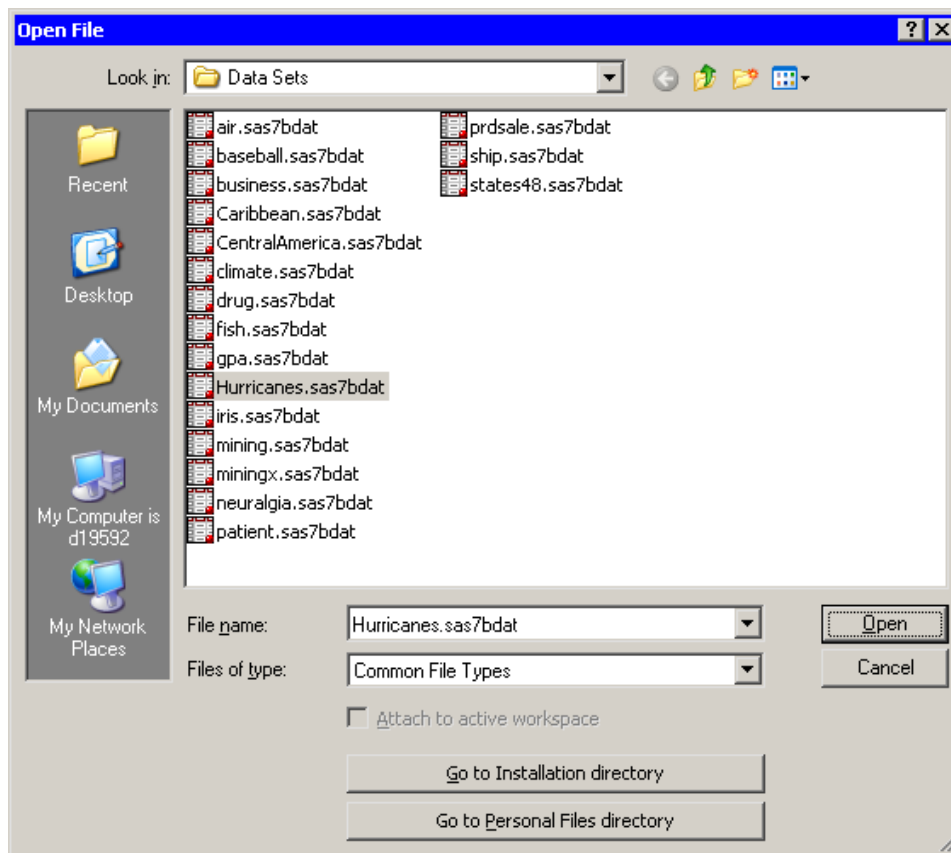 Open File
Look in: Data Sets
Recent
Desktop
My Documents
My Computer is
d19592
My Network
Places
air.sas7bdat
baseball.sas7bdat
business.sas7bdat
Caribbean.sas7bdat
CentralAmerica.sas7bdat
climate.sas7bdat
drug.sas7bdat
fish.sas7bdat
gpa.sas7bdat
Hurricanes.sas7bdat
iris.sas7bdat
mining.sas7bdat
miningx.sas7bdat
neuralgia.sas7bdat
patient.sas7bdat
prdsale.sas7bdat
ship.sas7bdat
states48.sas7bdat
File name: Hurricanes.sas7bdat Open
Files of type: Common File Types Cancel
Attach to active workspace
Go to Installation directory
Go to Personal Files directory